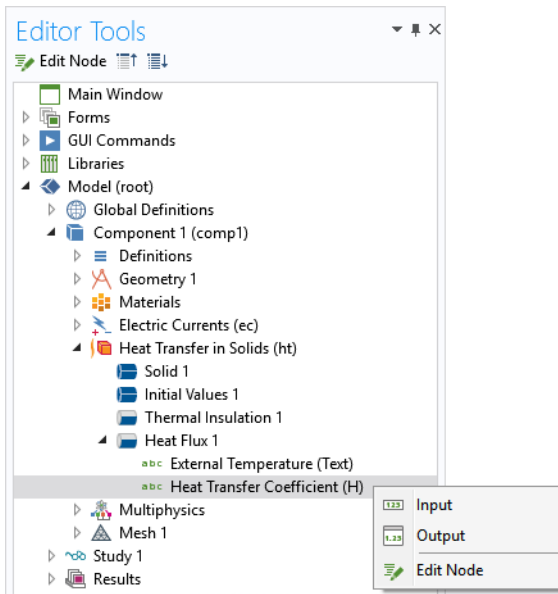 Editor Tools
Edit Node
Main Window
Forms
GUI Commands
Libraries
Model (root)
Global Definitions
Component 1 (comp1)
Definitions
Geometry 1
Materials
Electric Currents (ec)
Heat Transfer in Solids (ht)
Solid 1
Initial Values 1
Thermal Insulation 1
Heat Flux 1
abc External Temperature (Text)
abc Heat Transfer Coefficient (H)
123 Input
Multiphysics
1.23 Output
Mesh 1
Study 1
Edit Node
Results